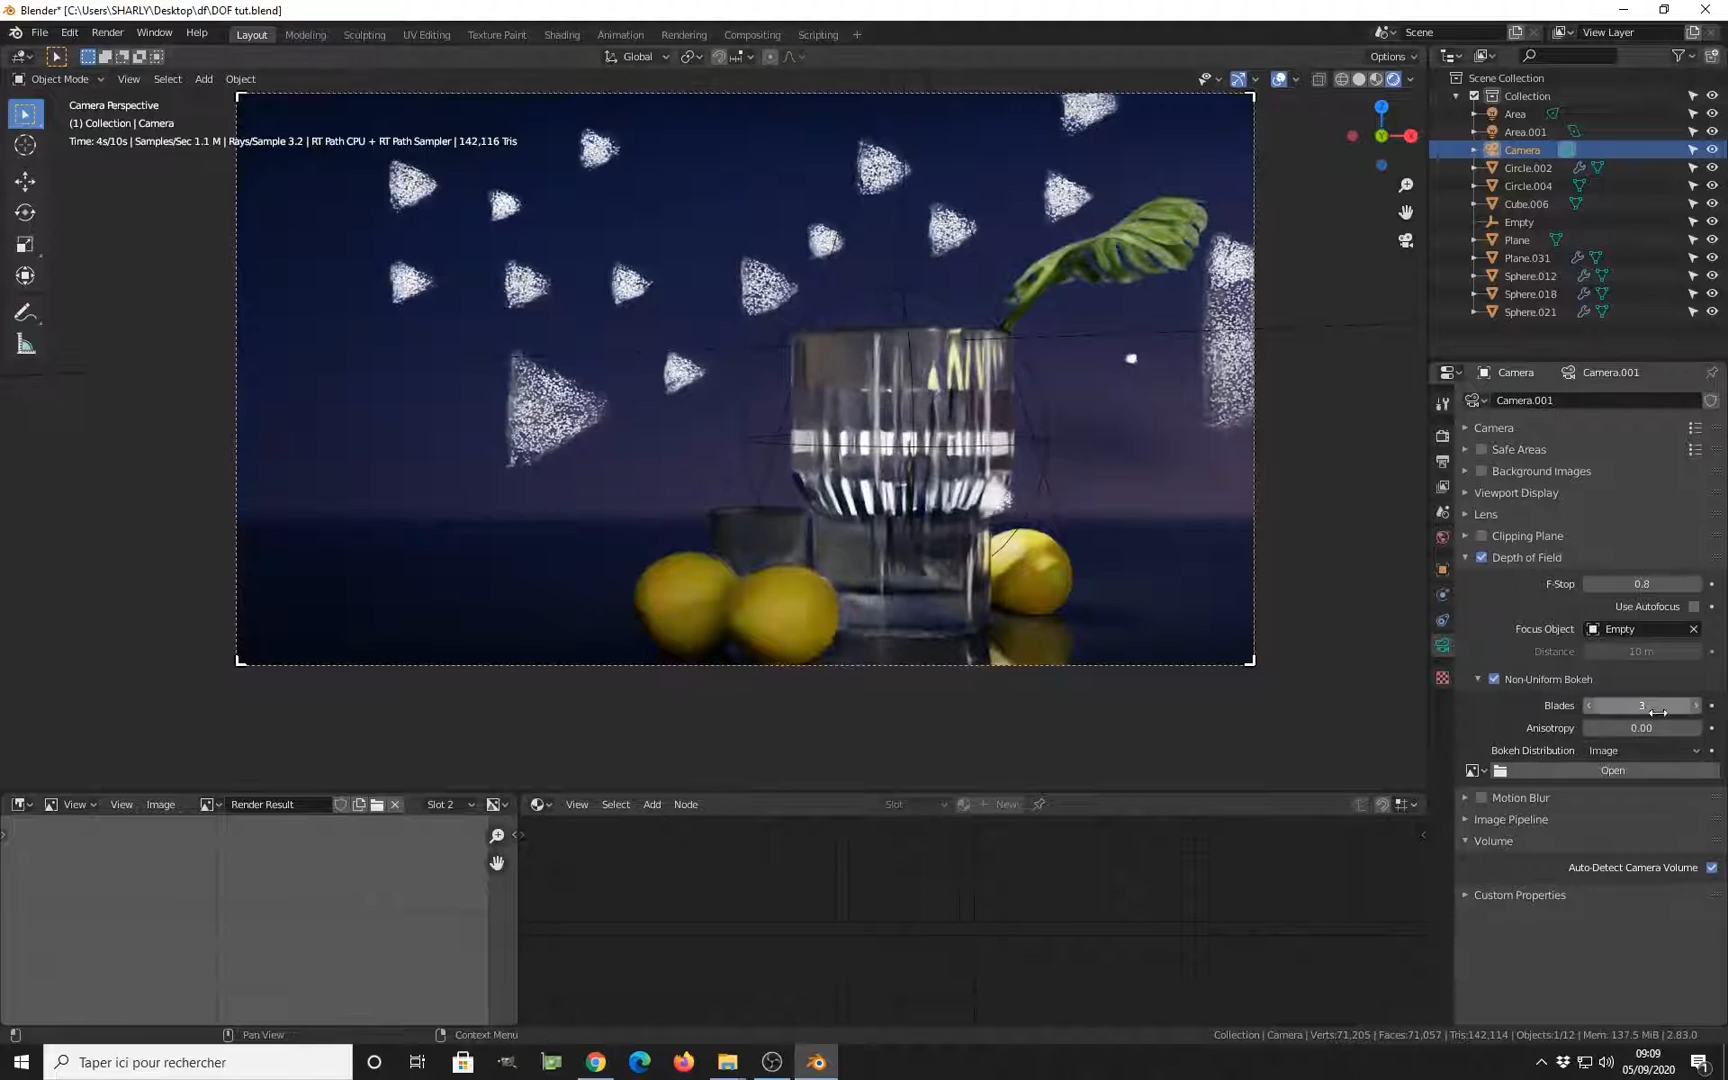 Blender* [C:\Users\SHARLY\Desktop\df\DOF tut.blend]
File Edit Render Window Help
Layout Modeling Sculpting UV Editing Texture Paint Shading Animation Rendering Compositing Scripting +
Scene
View Layer
Global
Options
Object Mode View Select Add Object
Camera Perspective
(1) Collection | Camera
Time: 4s/10s | Samples/Sec 1.1 M | Rays/Sample 3.2 | RT Path CPU + RT Path Sampler | 142,116 Tris
Z
Y
X
Scene Collection
Collection
Area
Area.001
Camera
Circle.002
Circle.004
Cube.006
Empty
Plane
Plane.031
Sphere.012
Sphere.018
Sphere.021
Camera
Camera.001
Camera.001
Camera
Safe Areas
Background Images
Viewport Display
Lens
Clipping Plane
Depth of Field
F-Stop 0.8
Use Autofocus
Focus Object Empty
Distance 10 m
Non-Uniform Bokeh
Blades 3
Anisotropy 0.00
Bokeh Distribution Image
Open
Motion Blur
Image Pipeline
Volume
Auto-Detect Camera Volume
Custom Properties
View View Image Render Result Slot 2
View Select Add Node Slot New
Pan View
Context Menu
Collection | Camera | Verts:71,205 | Faces:71,057 | Tris:142,114 | Objects:1/12 | Mem: 137.5 MiB | 2.83.0
Taper ici pour rechercher
09:09
05/09/2020
1